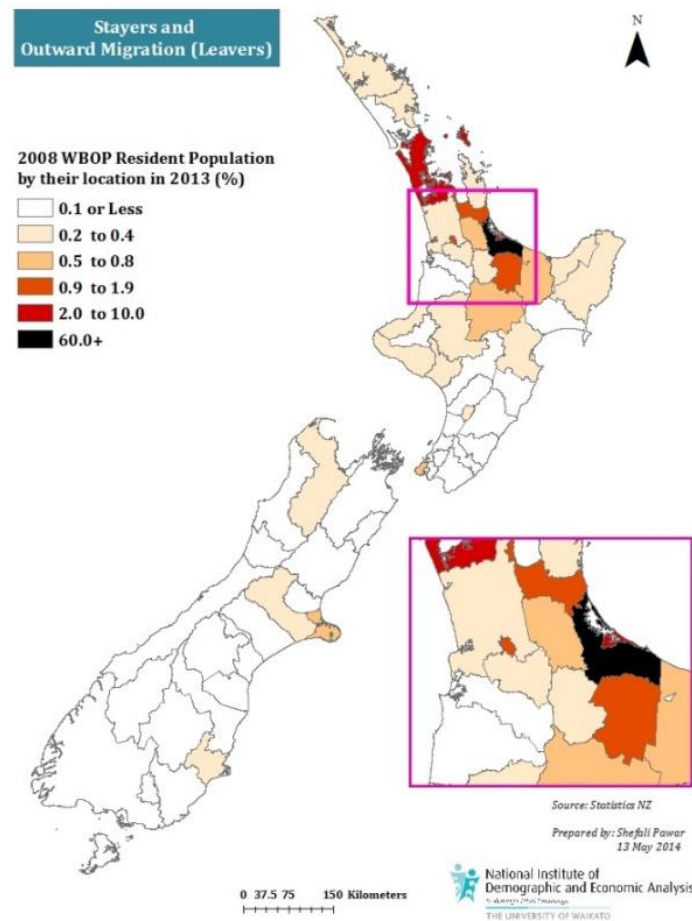 Stayers and
Outward Migration (Leavers)
N
2008 WBOP Resident Population
by their location in 2013 (%)
0.1 or Less
0.2 to 0.4
0.5 to 0.8
0.9 to 1.9
2.0 to 10.0
60.0+
Source: Statistics NZ
Prepared by: Shefali Pawar
13 May 2014
0 37.5 75 150 Kilometers
National Institute of
Demographic and Economic Analysis
THE UNIVERSITY OF WAIKATO